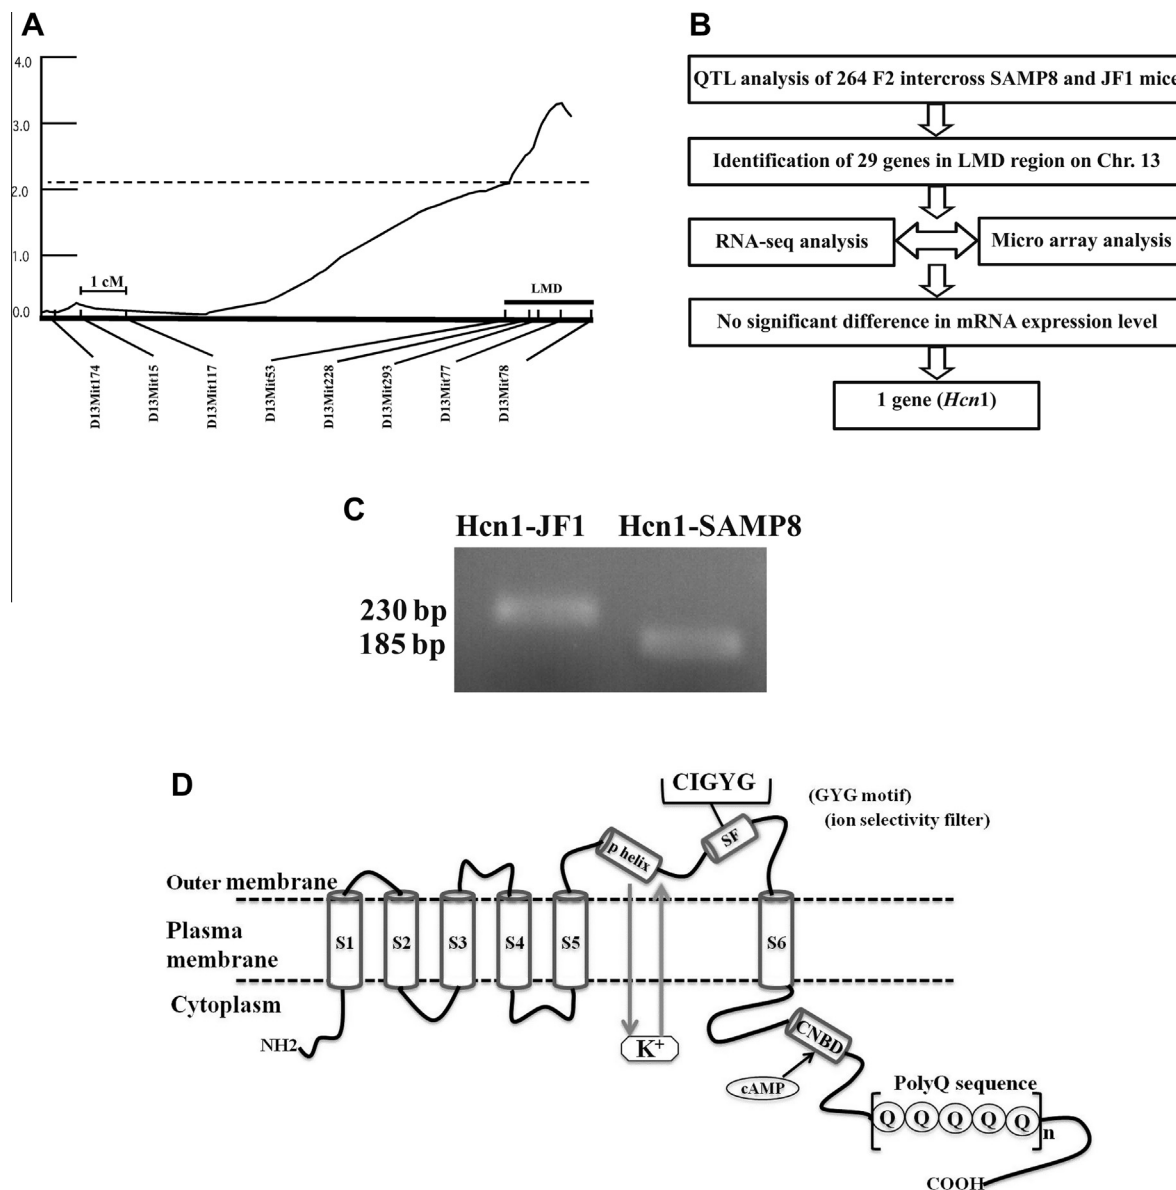 A
4.0
3.0
2.0
1.0
0.0
1 cM
LMD
D13Mit174
D13Mit15
D13Mit117
D13Mit53
D13Mit228
D13Mit293
D13Mit77
D13Mit78
B
QTL analysis of 264 F2 intercross SAMP8 and JF1 mice
Identification of 29 genes in LMD region on Chr. 13
RNA-seq analysis
Micro array analysis
No significant difference in mRNA expression level
1 gene (Hcn1)
C
Hcn1-JF1 Hcn1-SAMP8
230 bp
185 bp
D
CIGYG
(GYG motif)
(ion selectivity filter)
p helix
SF
Outer membrane
Plasma
membrane
S1 S2 S3 S4 S5 S6
Cytoplasm
NH2
K+
CNBD
cAMP
PolyQ sequence
Q Q Q Q Q
n
COOH